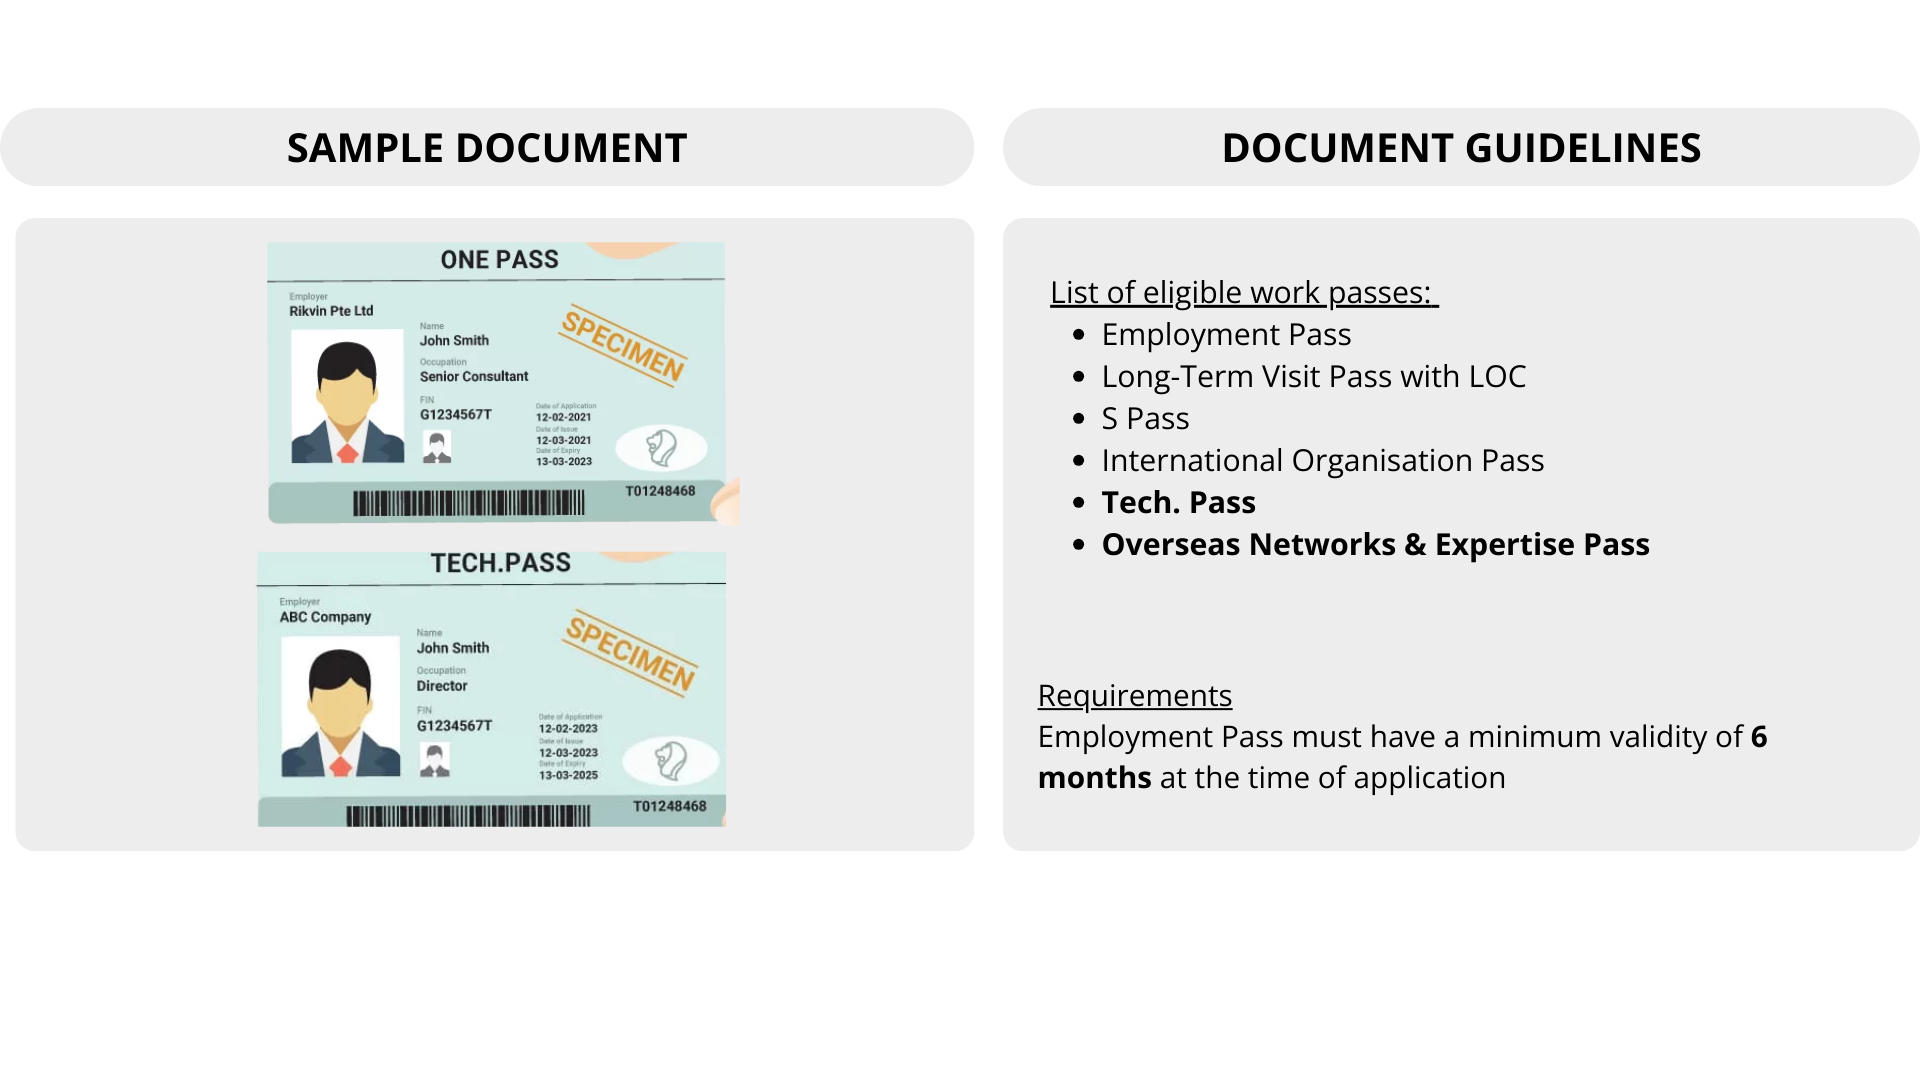 SAMPLE DOCUMENT
ONE PASS
Employer
Rikvin Pte Ltd
Name
John Smith
Occupation
Senior Consultant
FIN
G1234567T
Date of Application
12-02-2021
Date of Issue
12-03-2021
Date of Expiry
13-03-2023
SPECIMEN
T01248468
TECH.PASS
Employer
ABC Company
Name
John Smith
Occupation
Director
FIN
G1234567T
Date of Application
12-02-2023
Date of Issue
12-03-2023
Date of Expiry
13-03-2025
SPECIMEN
T01248468
DOCUMENT GUIDELINES
List of eligible work passes:
• Employment Pass
• Long-Term Visit Pass with LOC
• S Pass
• International Organisation Pass
• Tech. Pass
• Overseas Networks & Expertise Pass
Requirements
Employment Pass must have a minimum validity of 6
months at the time of application